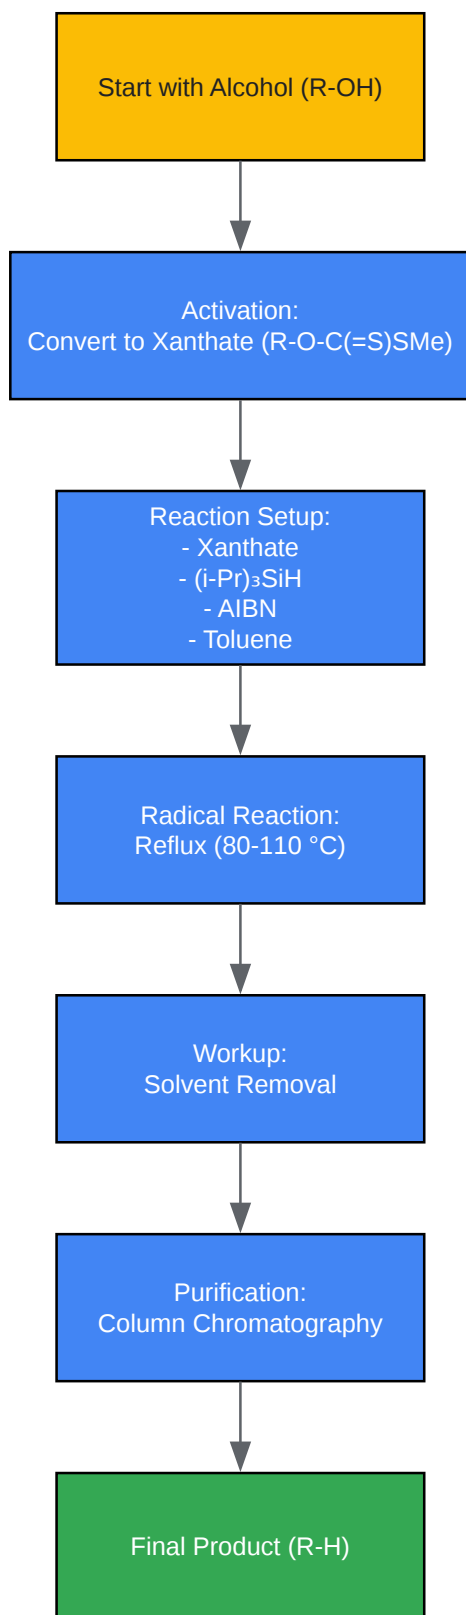 Start with Alcohol (R-OH)
Activation:
Convert to Xanthate (R-O-C(=S)SMe)
Reaction Setup:
- Xanthate
- (i-Pr)₃SiH
- AIBN
- Toluene
Radical Reaction:
Reflux (80-110 °C)
Workup:
Solvent Removal
Purification:
Column Chromatography
Final Product (R-H)